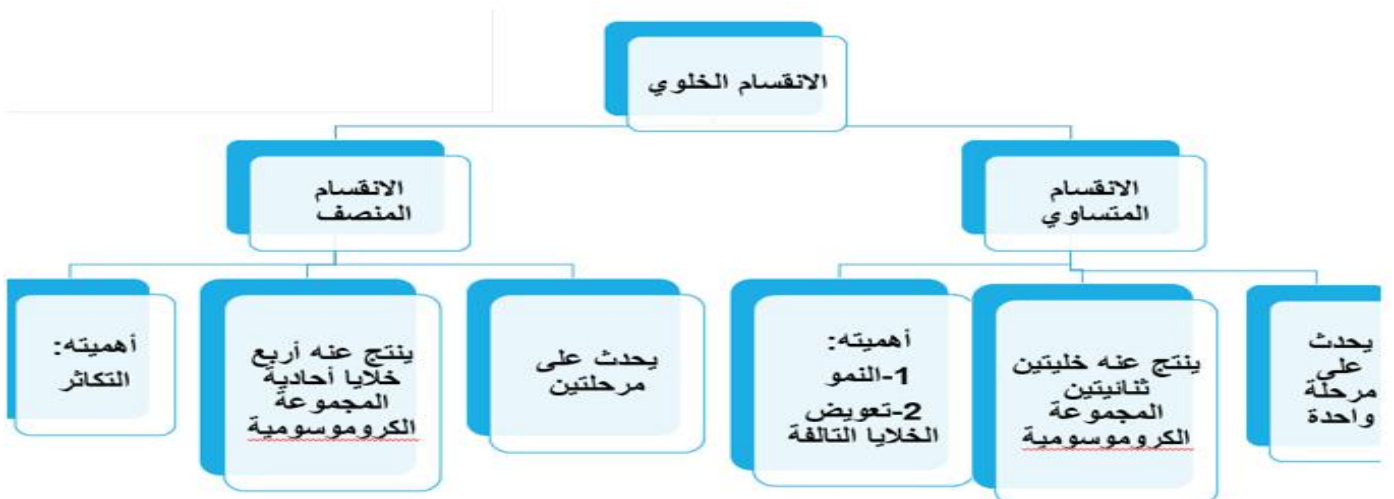 الانقسام الخلوي
الانقسام
المتساوي
الانقسام
المنصف
يحدث
على
مرحلة
واحدة
ينتج عنه خليتين
ثنانيتين
المجموعة
الكروموسومية
أهميته:
1-النمو
2-تعويض
الخلايا التالفة
يحدث على
مرحلتين
ينتج عنه أربع
خلايا أحادية
المجموعة
الكروموسومية
أهميته:
التكاثر